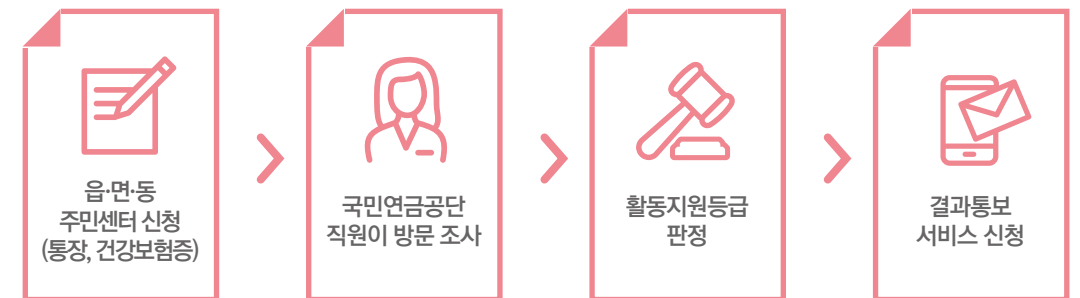 읍·면·동
주민센터 신청
(통장, 건강보험증)
국민연금공단
직원이 방문 조사
활동지원등급
판정
결과통보
서비스 신청